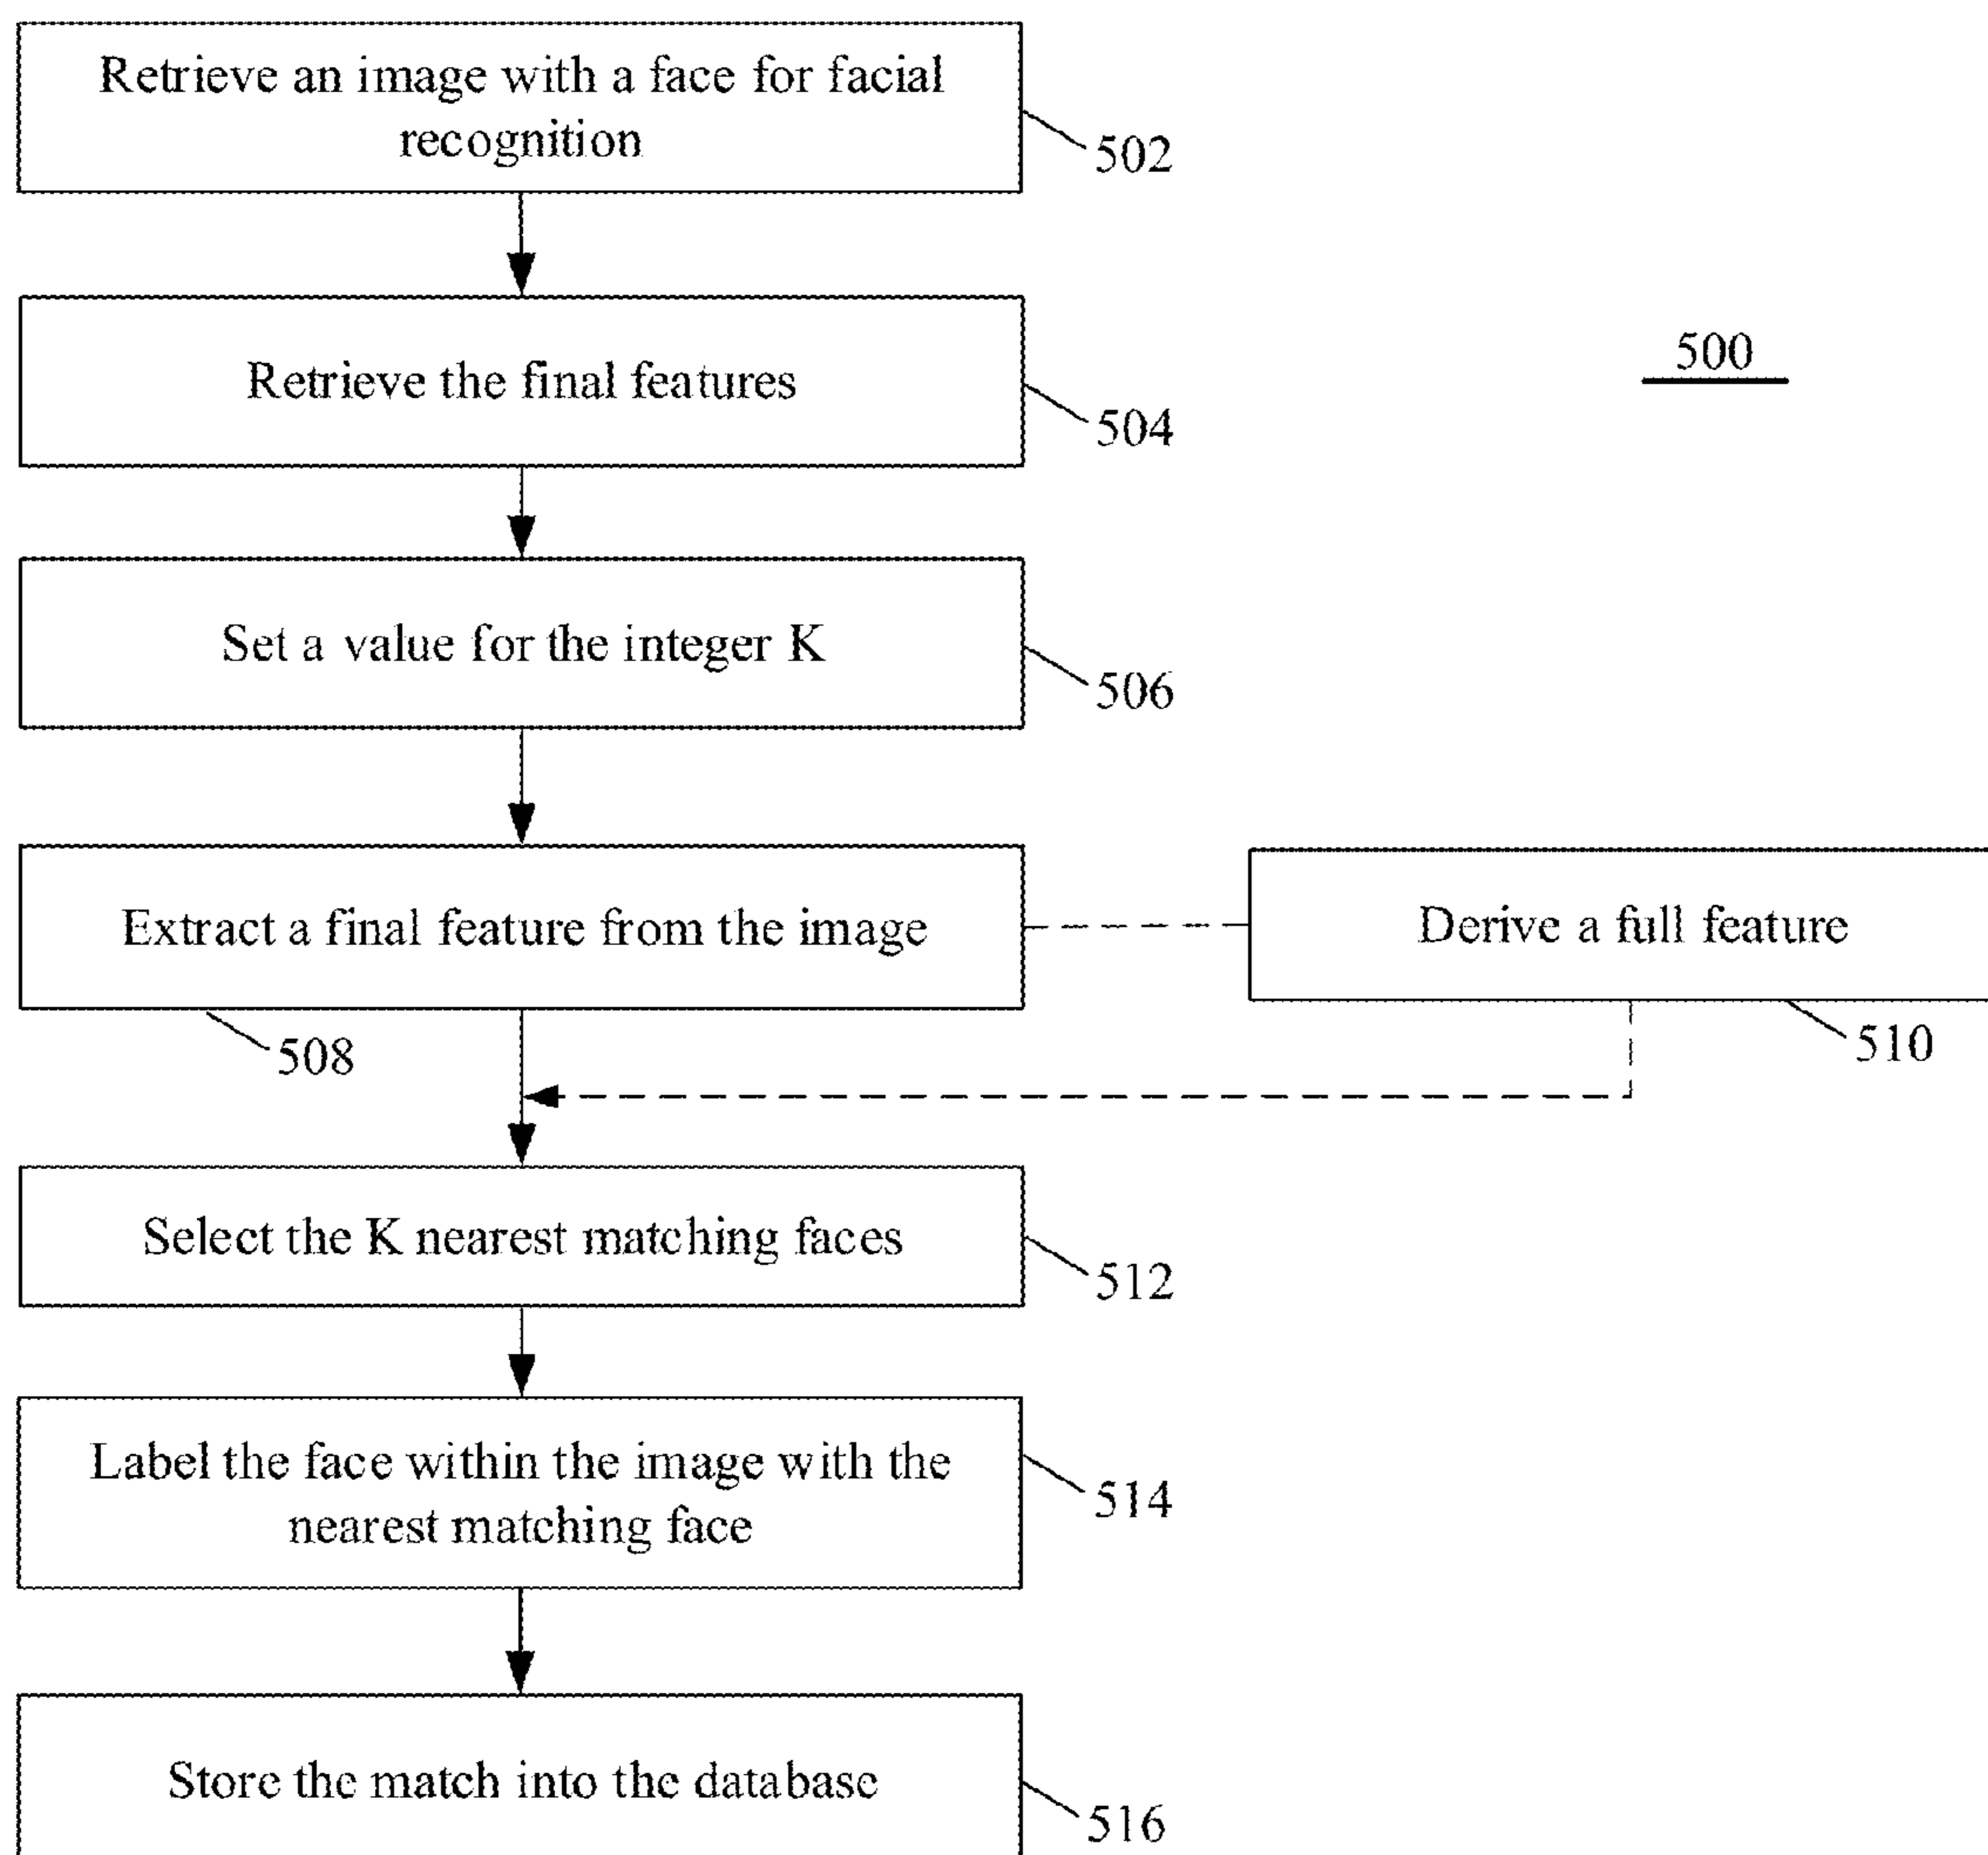 Retrieve an image with a face for facial
recognition
502
Retrieve the final features
504
500
Set a value for the integer K
506
Extract a final feature from the image
508
Derive a full feature
510
Select the K nearest matching faces
512
Label the face within the image with the
nearest matching face
514
Store the match into the database
516